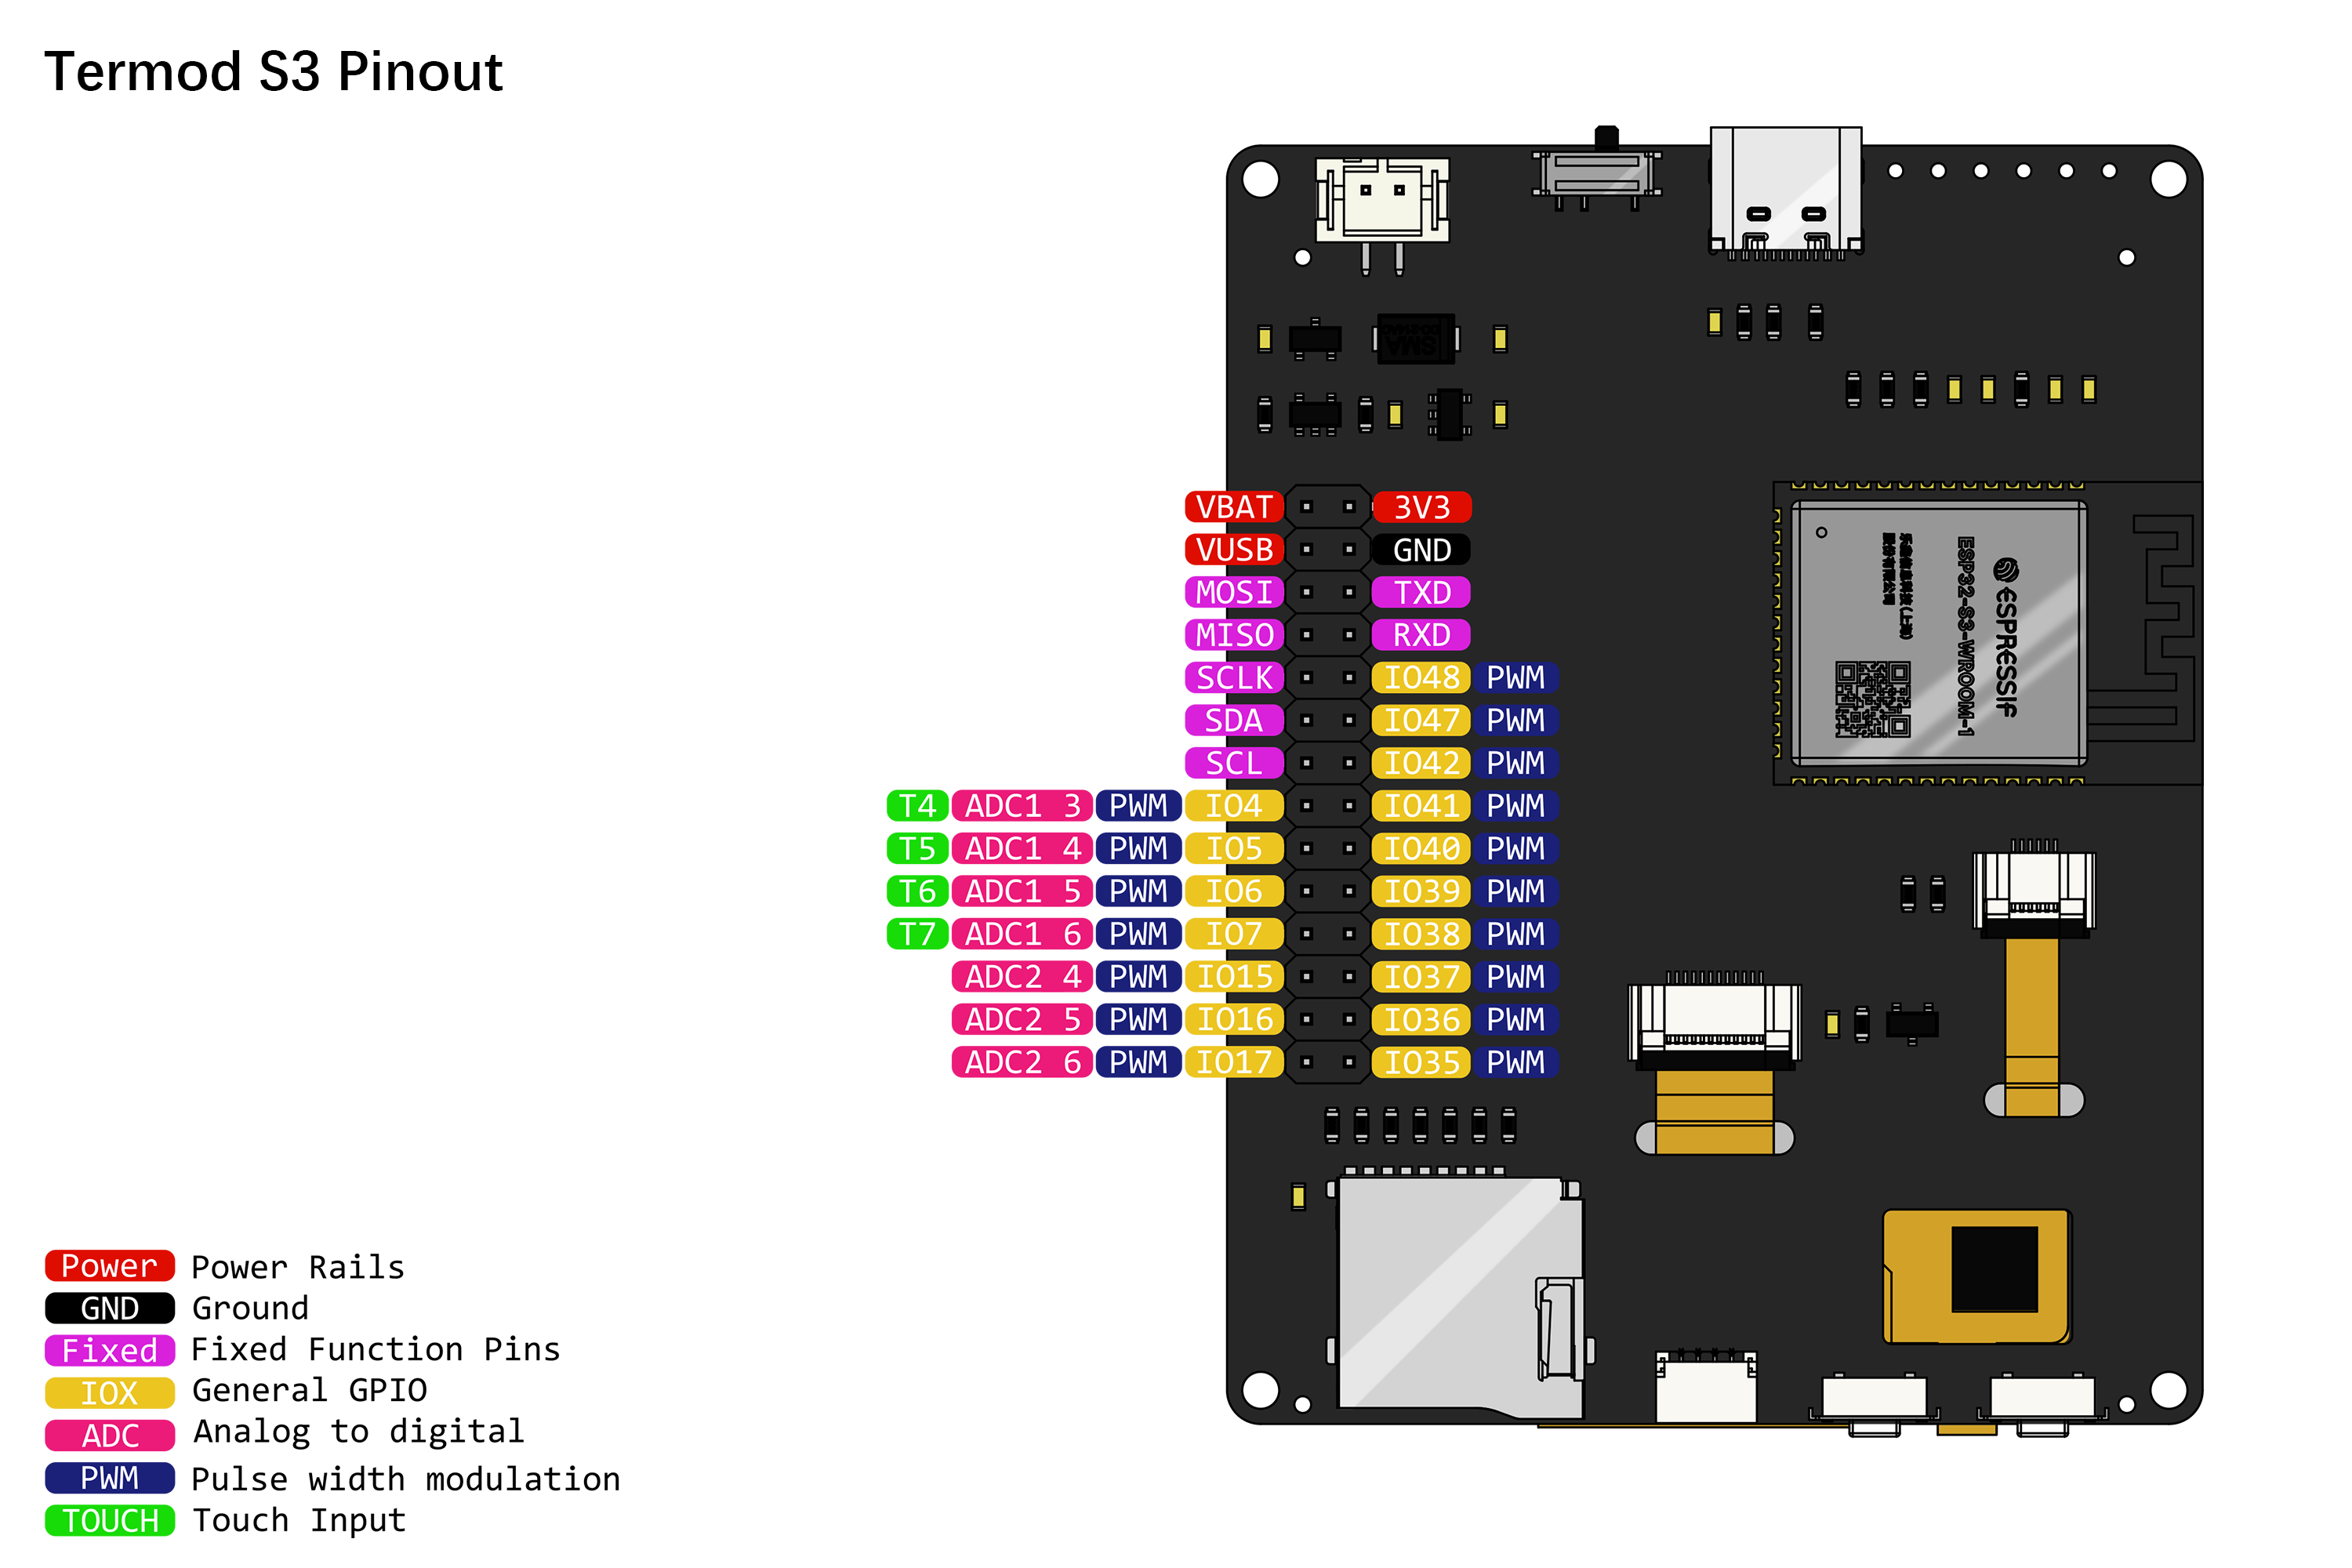 Termod S3 Pinout
VBAT 3V3
VUSB GND
MOSI TXD
MISO RXD
SCLK IO48 PWM
SDA IO47 PWM
SCL IO42 PWM
T4 ADC1 3 PWM IO4 IO41 PWM
T5 ADC1 4 PWM IO5 IO40 PWM
T6 ADC1 5 PWM IO6 IO39 PWM
T7 ADC1 6 PWM IO7 IO38 PWM
ADC2 4 PWM IO15 IO37 PWM
ADC2 5 PWM IO16 IO36 PWM
ADC2 6 PWM IO17 IO35 PWM
SMA
ESPRESSIF
ESP32-S3-WROOM-1
Power Power Rails
GND Ground
Fixed Fixed Function Pins
IOX General GPIO
ADC Analog to digital
PWM Pulse width modulation
TOUCH Touch Input